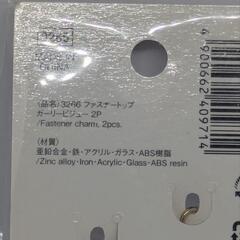 3265
〈品名〉3266 ファスナートップ
ガーリービジュー 2P
/Fastener charm, 2pcs.
〈材質〉
亜鉛合金・鉄・アクリル・ガラス・ABS樹脂
/Zinc alloy・Iron・Acrylic・Glass・ABS resin
4 900662 409714